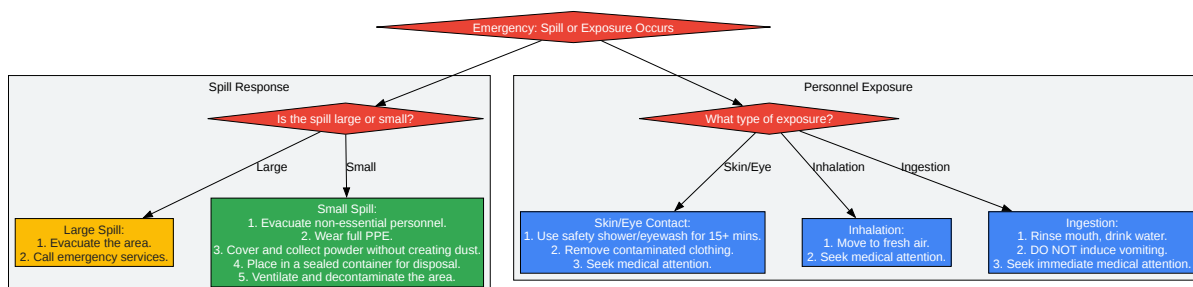 Emergency: Spill or Exposure Occurs
Spill Response
Is the spill large or small?
Large
Small
Large Spill:
1. Evacuate the area.
2. Call emergency services.
Small Spill:
1. Evacuate non-essential personnel.
2. Wear full PPE.
3. Cover and collect powder without creating dust.
4. Place in a sealed container for disposal.
5. Ventilate and decontaminate the area.
Personnel Exposure
What type of exposure?
Skin/Eye
Inhalation
Ingestion
Skin/Eye Contact:
1. Use safety shower/eyewash for 15+ mins.
2. Remove contaminated clothing.
3. Seek medical attention.
Inhalation:
1. Move to fresh air.
2. Seek medical attention.
Ingestion:
1. Rinse mouth, drink water.
2. DO NOT induce vomiting.
3. Seek immediate medical attention.